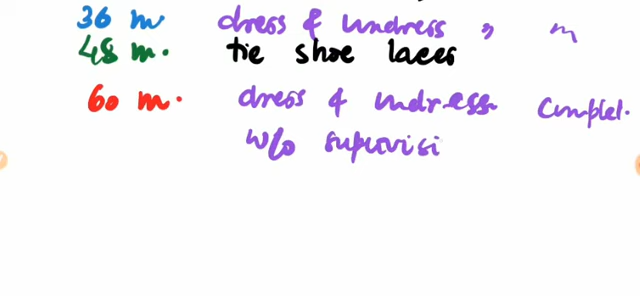 36 m dress & undress , m
48 m. tie shoe laces
60 m. dress & undress complet.
w/o supervisi